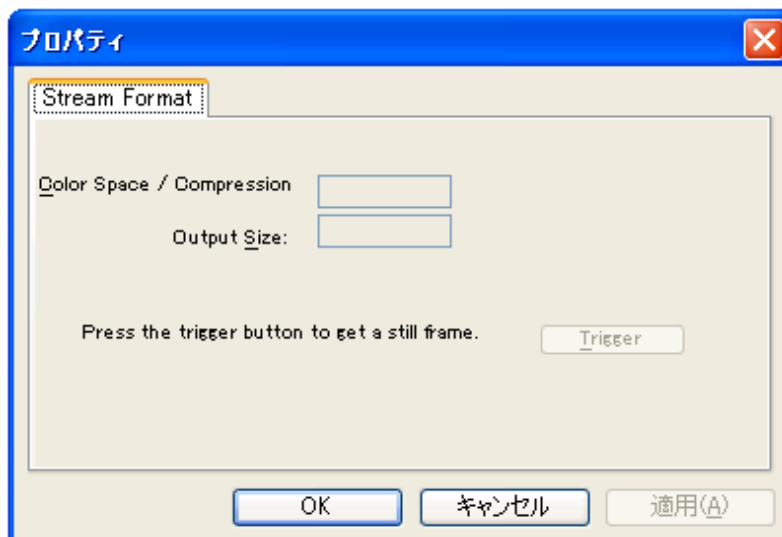 プロパティ
Stream Format
Color Space / Compression
Output Size:
Press the trigger button to get a still frame.
Trigger
OK
キャンセル
適用(A)